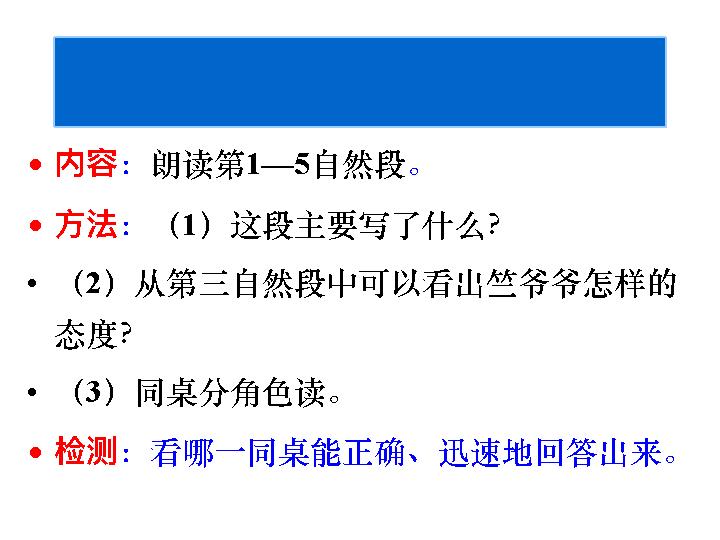 • 内容：朗读第1—5自然段。
• 方法：（1）这段主要写了什么？
• （2）从第三自然段中可以看出竺爷爷怎样的
态度？
• （3）同桌分角色读。
• 检测：看哪一同桌能正确、迅速地回答出来。